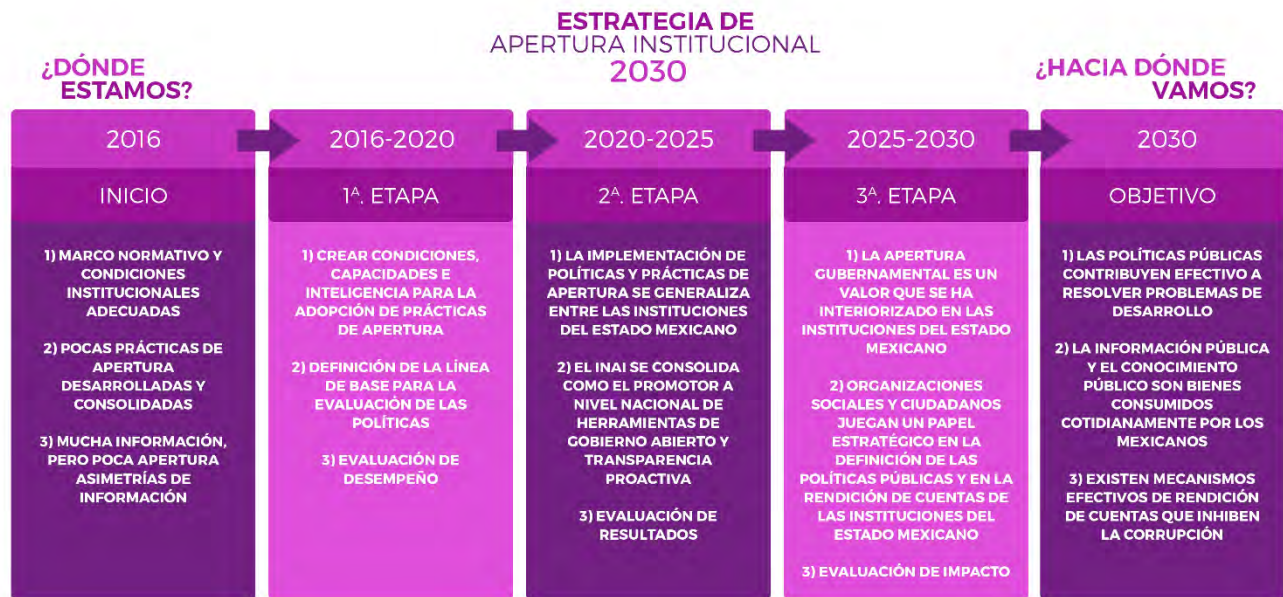 ESTRATEGIA DE
APERTURA INSTITUCIONAL
2030
¿DÓNDE
ESTAMOS?
¿HACIA DÓNDE
VAMOS?
2016
INICIO
1) MARCO NORMATIVO Y
CONDICIONES
INSTITUCIONALES
ADECUADAS
2) POCAS PRÁCTICAS DE
APERTURA
DESARROLLADAS Y
CONSOLIDADAS
3) MUCHA INFORMACIÓN,
PERO POCA APERTURA
ASIMETRÍAS DE
INFORMACIÓN
2016-2020
1ᴬ. ETAPA
1) CREAR CONDICIONES,
CAPACIDADES E
INTELIGENCIA PARA LA
ADOPCIÓN DE PRÁCTICAS
DE APERTURA
2) DEFINICIÓN DE LA LÍNEA
DE BASE PARA LA
EVALUACIÓN DE LAS
POLÍTICAS
3) EVALUACIÓN DE
DESEMPEÑO
2020-2025
2ᴬ. ETAPA
1) LA IMPLEMENTACIÓN DE
POLÍTICAS Y PRÁCTICAS DE
APERTURA SE GENERALIZA
ENTRE LAS INSTITUCIONES
DEL ESTADO MEXICANO
2) EL INAI SE CONSOLIDA
COMO EL PROMOTOR A
NIVEL NACIONAL DE
HERRAMIENTAS DE
GOBIERNO ABIERTO Y
TRANSPARENCIA
PROACTIVA
3) EVALUACIÓN DE
RESULTADOS
2025-2030
3ᴬ. ETAPA
1) LA APERTURA
GUBERNAMENTAL ES UN
VALOR QUE SE HA
INTERIORIZADO EN LAS
INSTITUCIONES DEL ESTADO
MEXICANO
2) ORGANIZACIONES
SOCIALES Y CIUDADANOS
JUEGAN UN PAPEL
ESTRATÉGICO EN LA
DEFINICIÓN DE LAS
POLÍTICAS PÚBLICAS Y EN LA
RENDICIÓN DE CUENTAS DE
LAS INSTITUCIONES DEL
ESTADO MEXICANO
3) EVALUACIÓN DE IMPACTO
2030
OBJETIVO
1) LAS POLÍTICAS PÚBLICAS
CONTRIBUYEN EFECTIVO A
RESOLVER PROBLEMAS DE
DESARROLLO
2) LA INFORMACIÓN PÚBLICA
Y EL CONOCIMIENTO
PÚBLICO SON BIENES
CONSUMIDOS
COTIDIANAMENTE POR LOS
MEXICANOS
3) EXISTEN MECANISMOS
EFECTIVOS DE RENDICIÓN
DE CUENTAS QUE INHIBEN
LA CORRUPCIÓN